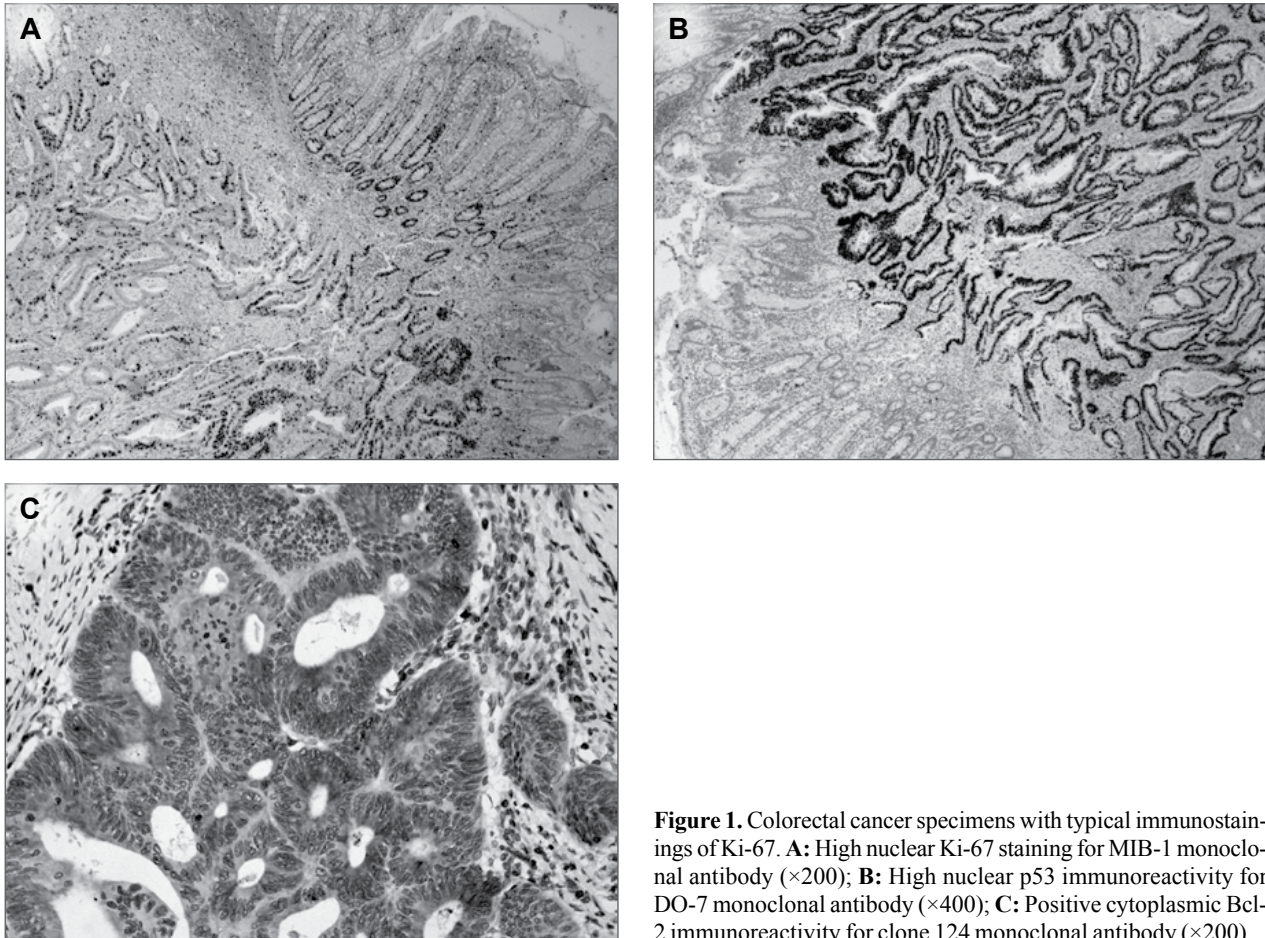 A
B
C
Figure 1. Colorectal cancer specimens with typical immunostain-
ings of Ki-67. A: High nuclear Ki-67 staining for MIB-1 monoclo-
nal antibody (×200); B: High nuclear p53 immunoreactivity for
DO-7 monoclonal antibody (×400); C: Positive cytoplasmic Bcl-
2 immunoreactivity for clone 124 monoclonal antibody (×200)